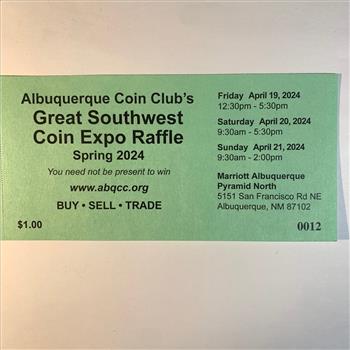 Albuquerque Coin Club's
Great Southwest
Coin Expo Raffle
Spring 2024
You need not be present to win
www.abqcc.org
BUY • SELL • TRADE
$1.00
Friday April 19, 2024
12:30pm - 5:30pm
Saturday April 20, 2024
9:30am - 5:30pm
Sunday April 21, 2024
9:30am - 2:00pm
Marriott Albuquerque
Pyramid North
5151 San Francisco Rd NE
Albuquerque, NM 87102
0012